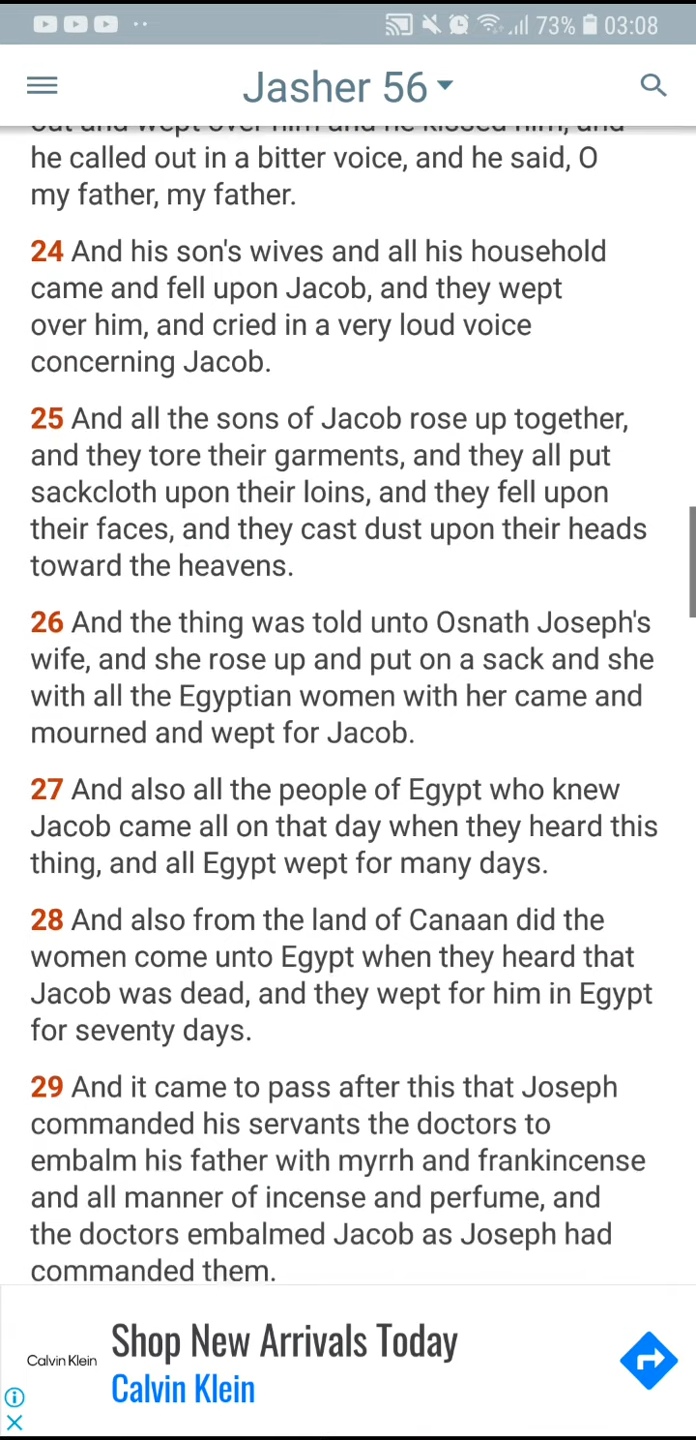 73% 03:08
Jasher 56
out and wept over him and he kissed him, and
he called out in a bitter voice, and he said, O
my father, my father.
24 And his son's wives and all his household
came and fell upon Jacob, and they wept
over him, and cried in a very loud voice
concerning Jacob.
25 And all the sons of Jacob rose up together,
and they tore their garments, and they all put
sackcloth upon their loins, and they fell upon
their faces, and they cast dust upon their heads
toward the heavens.
26 And the thing was told unto Osnath Joseph's
wife, and she rose up and put on a sack and she
with all the Egyptian women with her came and
mourned and wept for Jacob.
27 And also all the people of Egypt who knew
Jacob came all on that day when they heard this
thing, and all Egypt wept for many days.
28 And also from the land of Canaan did the
women come unto Egypt when they heard that
Jacob was dead, and they wept for him in Egypt
for seventy days.
29 And it came to pass after this that Joseph
commanded his servants the doctors to
embalm his father with myrrh and frankincense
and all manner of incense and perfume, and
the doctors embalmed Jacob as Joseph had
commanded them.
Calvin Klein
Shop New Arrivals Today
Calvin Klein